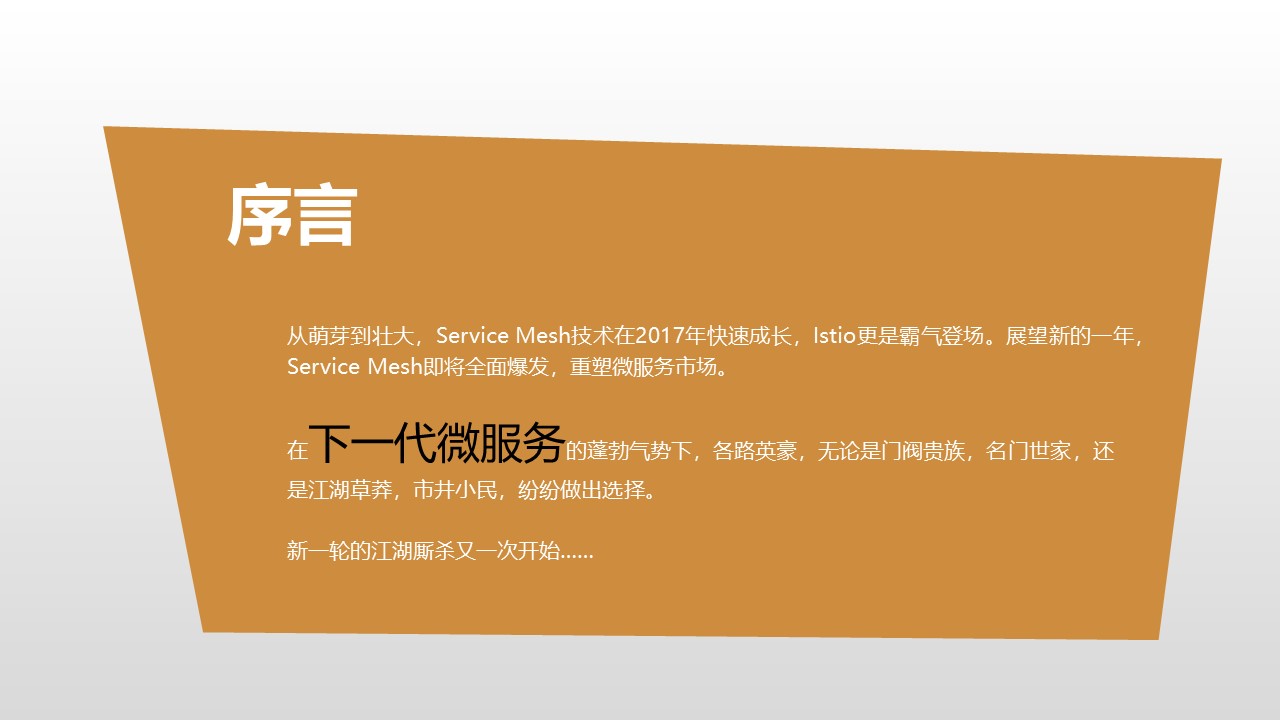 序言
从萌芽到壮大，Service Mesh技术在2017年快速成长，Istio更是霸气登场。展望新的一年，
Service Mesh即将全面爆发，重塑微服务市场。
在下一代微服务的蓬勃气势下，各路英豪，无论是门阀贵族，名门世家，还
是江湖草莽，市井小民，纷纷做出选择。
新一轮的江湖厮杀又一次开始……